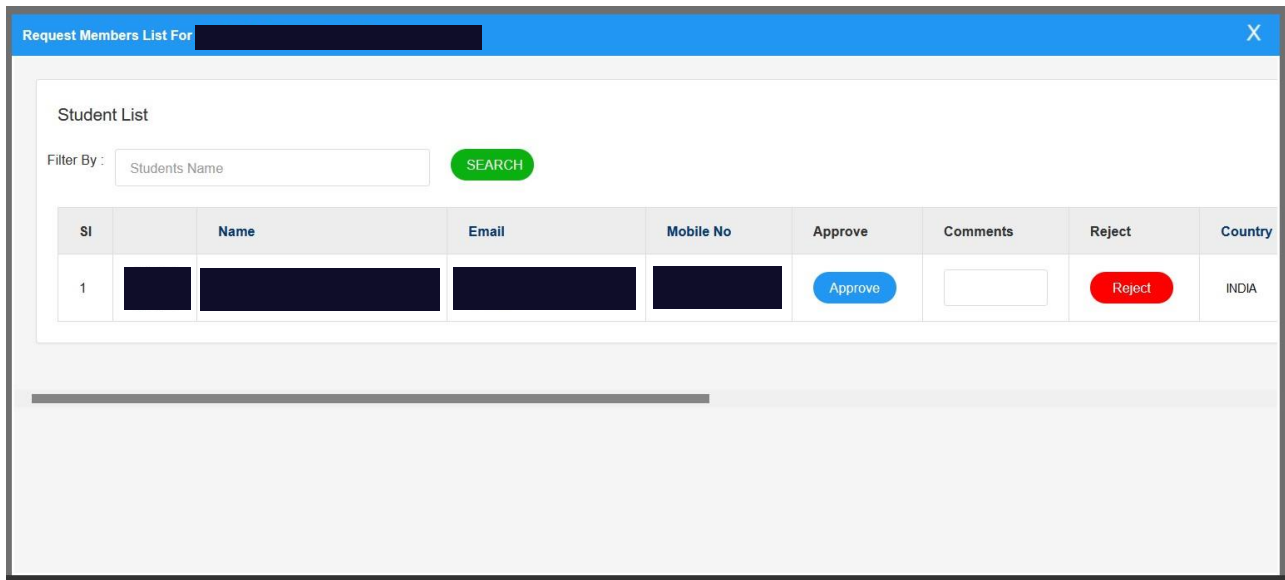 Request Members List For
X
Student List
Filter By :
Students Name
SEARCH
Sl Name Email Mobile No Approve Comments Reject Country
1 Approve Reject INDIA